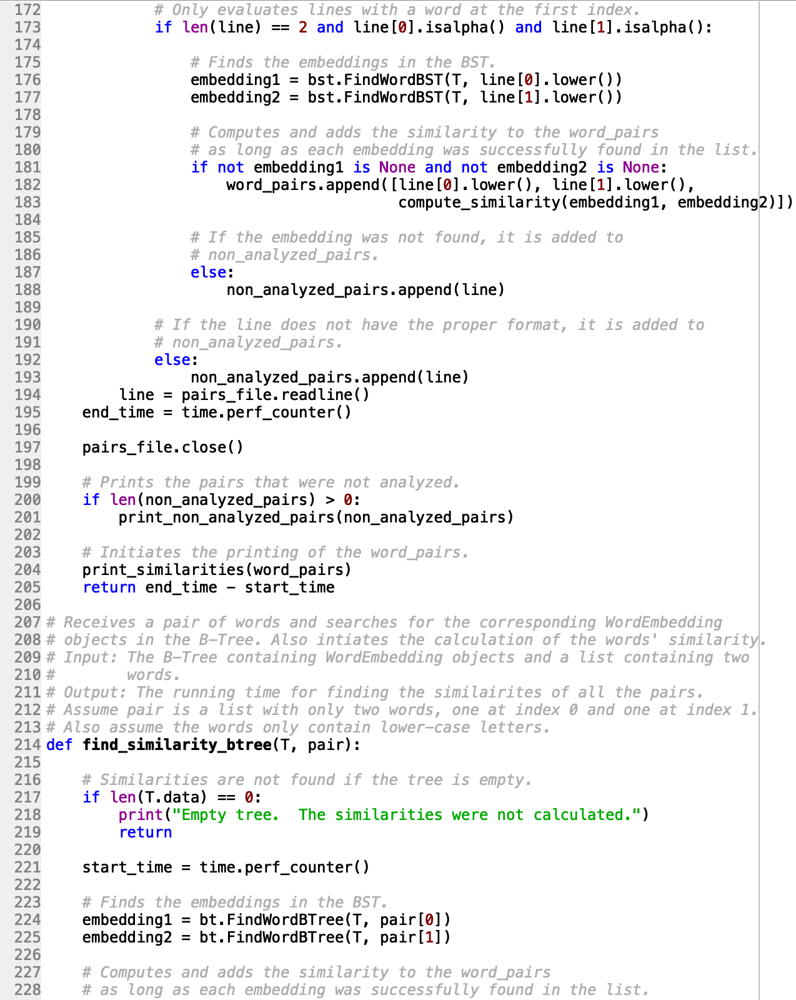 172             # Only evaluates lines with a word at the first index.
173             if len(line) == 2 and line[0].isalpha() and line[1].isalpha():
174
175                 # Finds the embeddings in the BST.
176                 embedding1 = bst.FindWordBST(T, line[0].lower())
177                 embedding2 = bst.FindWordBST(T, line[1].lower())
178
179                 # Computes and adds the similarity to the word_pairs
180                 # as long as each embedding was successfully found in the list.
181                 if not embedding1 is None and not embedding2 is None:
182                     word_pairs.append([line[0].lower(), line[1].lower(),
183                                        compute_similarity(embedding1, embedding2)])
184
185                 # If the embedding was not found, it is added to
186                 # non_analyzed_pairs.
187                 else:
188                     non_analyzed_pairs.append(line)
189
190             # If the line does not have the proper format, it is added to
191             # non_analyzed_pairs.
192             else:
193                 non_analyzed_pairs.append(line)
194         line = pairs_file.readline()
195     end_time = time.perf_counter()
196
197     pairs_file.close()
198
199     # Prints the pairs that were not analyzed.
200     if len(non_analyzed_pairs) > 0:
201         print_non_analyzed_pairs(non_analyzed_pairs)
202
203     # Initiates the printing of the word_pairs.
204     print_similarities(word_pairs)
205     return end_time - start_time
206
207 # Receives a pair of words and searches for the corresponding WordEmbedding
208 # objects in the B-Tree. Also intiates the calculation of the words' similarity.
209 # Input: The B-Tree containing WordEmbedding objects and a list containing two
210 #        words.
211 # Output: The running time for finding the similairites of all the pairs.
212 # Assume pair is a list with only two words, one at index 0 and one at index 1.
213 # Also assume the words only contain lower-case letters.
214 def find_similarity_btree(T, pair):
215
216     # Similarities are not found if the tree is empty.
217     if len(T.data) == 0:
218         print("Empty tree.  The similarities were not calculated.")
219         return
220
221     start_time = time.perf_counter()
222
223     # Finds the embeddings in the BST.
224     embedding1 = bt.FindWordBTree(T, pair[0])
225     embedding2 = bt.FindWordBTree(T, pair[1])
226
227     # Computes and adds the similarity to the word_pairs
228     # as long as each embedding was successfully found in the list.